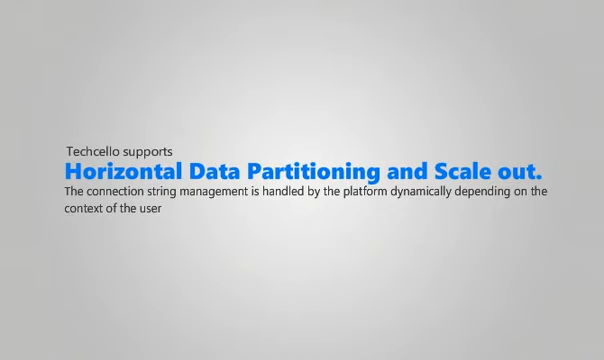 Techcello supports
Horizontal Data Partitioning and Scale out.
The connection string management is handled by the platform dynamically depending on the
context of the user